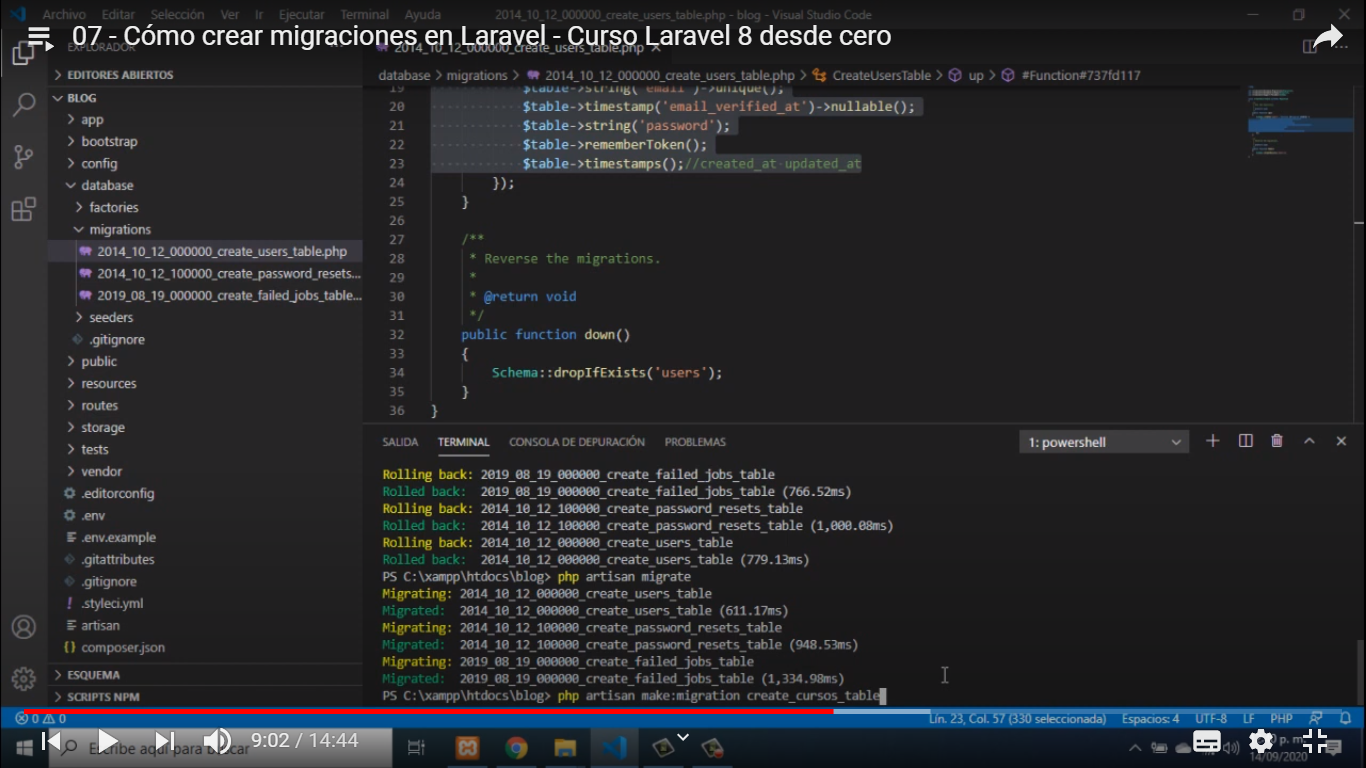 Archivo Editar Selección Ver Ir Ejecutar Terminal Ayuda 2014_10_12_000000_create_users_table.php - blog - Visual Studio Code
07 - Cómo crear migraciones en Laravel - Curso Laravel 8 desde cero
EXPLORADOR
2014_10_12_000000_create_users_table.php
EDITORES ABIERTOS
database > migrations > 2014_10_12_000000_create_users_table.php > CreateUsersTable > up > #Function#737fd117
BLOG
app
bootstrap
config
database
factories
migrations
2014_10_12_000000_create_users_table.php
2014_10_12_100000_create_password_resets...
2019_08_19_000000_create_failed_jobs_table...
seeders
.gitignore
public
resources
routes
storage
tests
vendor
.editorconfig
.env
.env.example
.gitattributes
.gitignore
.styleci.yml
artisan
composer.json
ESQUEMA
SCRIPTS NPM
19 $table->string('email')->unique();
20 $table->timestamp('email_verified_at')->nullable();
21 $table->string('password');
22 $table->rememberToken();
23 $table->timestamps();//created_at updated_at
24 });
25 }
26
27 /**
28 * Reverse the migrations.
29 *
30 * @return void
31 */
32 public function down()
33 {
34 Schema::dropIfExists('users');
35 }
36 }
SALIDA TERMINAL CONSOLA DE DEPURACIÓN PROBLEMAS 1: powershell
Rolling back: 2019_08_19_000000_create_failed_jobs_table
Rolled back: 2019_08_19_000000_create_failed_jobs_table (766.52ms)
Rolling back: 2014_10_12_100000_create_password_resets_table
Rolled back: 2014_10_12_100000_create_password_resets_table (1,000.08ms)
Rolling back: 2014_10_12_000000_create_users_table
Rolled back: 2014_10_12_000000_create_users_table (779.13ms)
PS C:\xampp\htdocs\blog> php artisan migrate
Migrating: 2014_10_12_000000_create_users_table
Migrated: 2014_10_12_000000_create_users_table (611.17ms)
Migrating: 2014_10_12_100000_create_password_resets_table
Migrated: 2014_10_12_100000_create_password_resets_table (948.53ms)
Migrating: 2019_08_19_000000_create_failed_jobs_table
Migrated: 2019_08_19_000000_create_failed_jobs_table (1,334.98ms)
PS C:\xampp\htdocs\blog> php artisan make:migration create_cursos_table
0 0 Lín. 23, Col. 57 (330 seleccionada) Espacios: 4 UTF-8 LF PHP
Escribe aquí para buscar
9:02 / 14:44
p. m.
14/09/2020